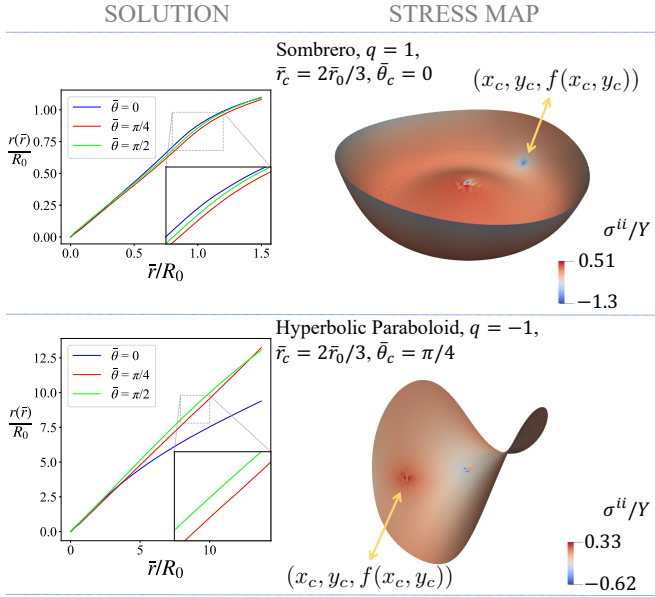 SOLUTION
STRESS MAP
Sombrero, q = 1,
r̄_c = 2r̄_0/3, θ̄_c = 0
(x_c, y_c, f(x_c, y_c))
1.00
0.75
0.50
0.25
0.00
r(r̄)
R_0
θ̄ = 0
θ̄ = π/4
θ̄ = π/2
0.0
0.5
1.0
1.5
r̄/R_0
σ^{ii}/Y
0.51
−1.3
Hyperbolic Paraboloid, q = −1,
r̄_c = 2r̄_0/3, θ̄_c = π/4
12.5
10.0
7.5
5.0
2.5
0.0
r(r̄)
R_0
θ̄ = 0
θ̄ = π/4
θ̄ = π/2
0
5
10
r̄/R_0
(x_c, y_c, f(x_c, y_c))
σ^{ii}/Y
0.33
−0.62